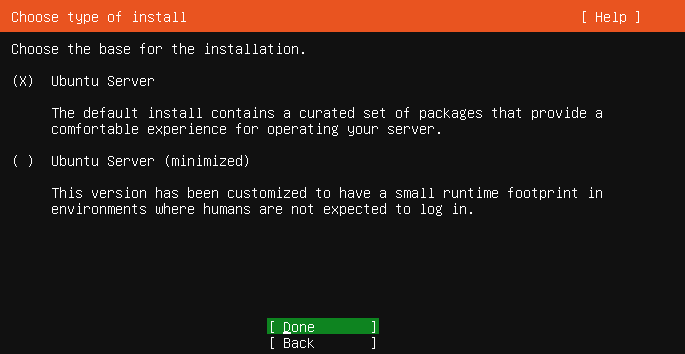 Choose type of install [ Help ]
Choose the base for the installation.
(X) Ubuntu Server
The default install contains a curated set of packages that provide a
comfortable experience for operating your server.
( ) Ubuntu Server (minimized)
This version has been customized to have a small runtime footprint in
environments where humans are not expected to log in.
[ Done ]
[ Back ]